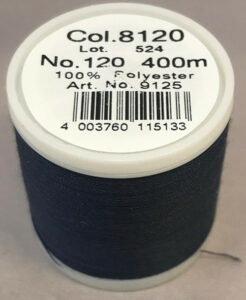 Col.8120
Lot. 524
No.120 400m
100% Polyester
Art. No. 9125
4 003760 115133